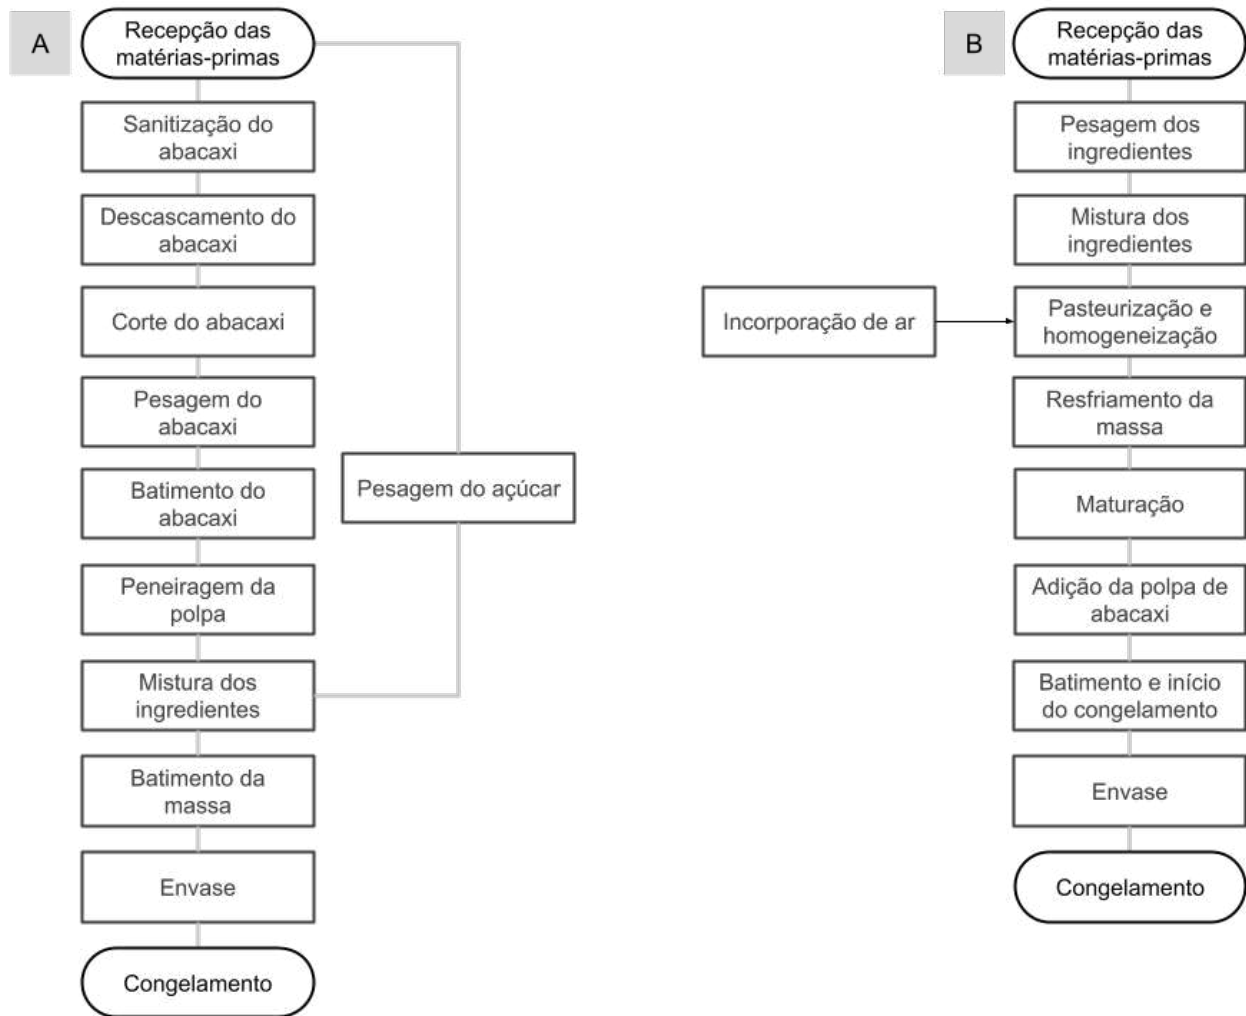 A
Recepção das
matérias-primas
Sanitização do
abacaxi
Descascamento do
abacaxi
Corte do abacaxi
Pesagem do
abacaxi
Batimento do
abacaxi
Peneiragem da
polpa
Mistura dos
ingredientes
Batimento da
massa
Envase
Congelamento
Pesagem do açúcar
B
Recepção das
matérias-primas
Pesagem dos
ingredientes
Mistura dos
ingredientes
Incorporação de ar
Pasteurização e
homogeneização
Resfriamento da
massa
Maturação
Adição da polpa de
abacaxi
Batimento e início
do congelamento
Envase
Congelamento